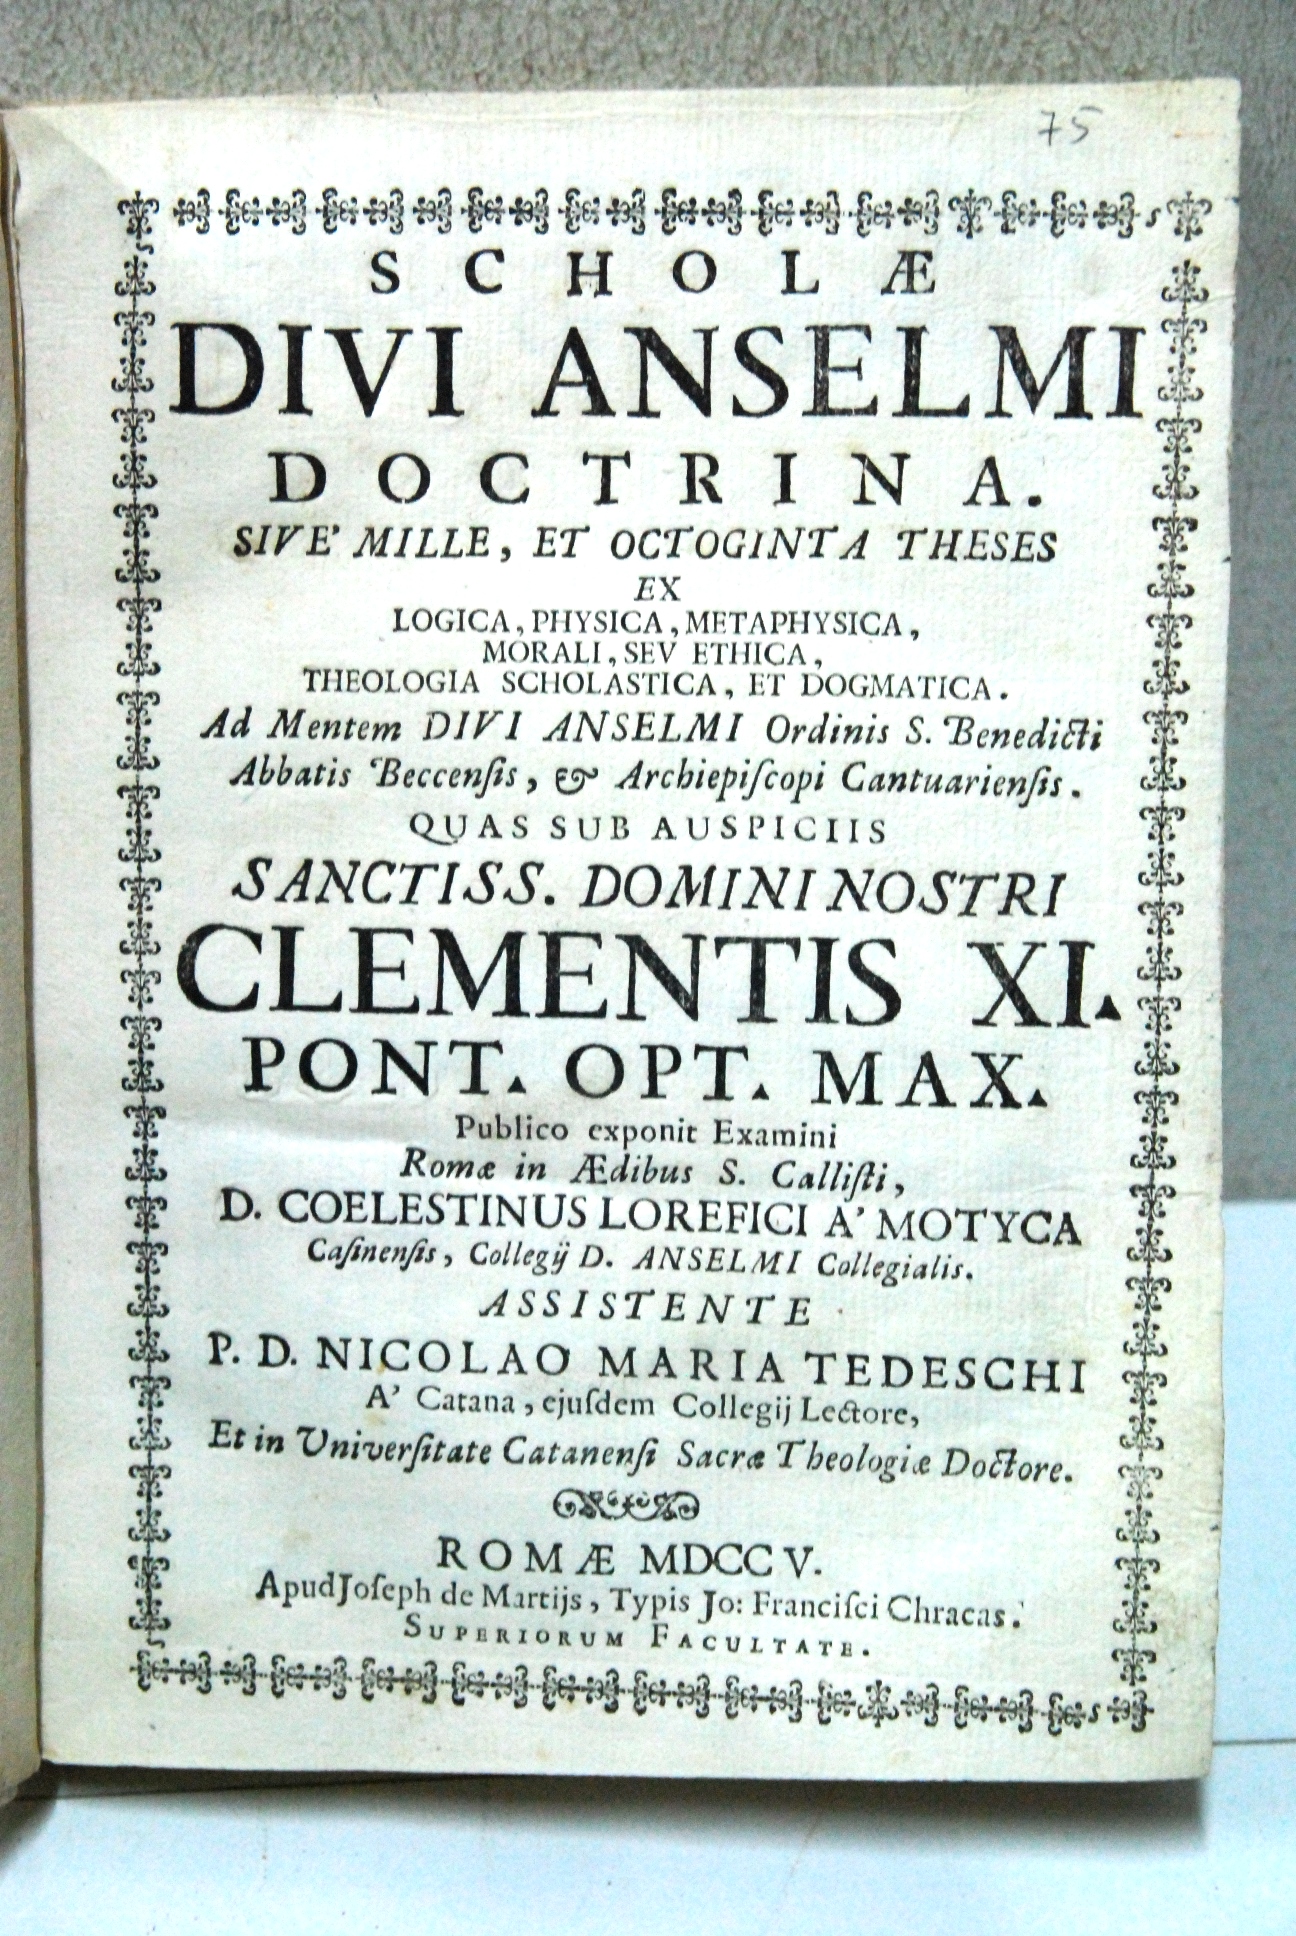 75
SCHOLÆ
DIVI ANSELMI
DOCTRINA.
SIVE' MILLE, ET OCTOGINTA THESES
EX
LOGICA, PHYSICA, METAPHYSICA,
MORALI, SEV ETHICA,
THEOLOGIA SCHOLASTICA, ET DOGMATICA.
Ad Mentem DIVI ANSELMI Ordinis S. Benedicti
Abbatis Beccenſis, & Archiepiſcopi Cantuarienſis.
QUAS SUB AUSPICIIS
SANCTISS. DOMINI NOSTRI
CLEMENTIS XI.
PONT. OPT. MAX.
Publico exponit Examini
Romæ in Ædibus S. Calliſti,
D. COELESTINUS LOREFICI A' MOTYCA
Caſinenſis, Collegij D. ANSELMI Collegialis.
ASSISTENTE
P. D. NICOLAO MARIA TEDESCHI
A' Catana, ejuſdem Collegij Lectore,
Et in Univerſitate Catanenſi Sacræ Theologiæ Doctore.
ROMÆ MDCCV.
Apud Joſeph de Martijs, Typis Jo: Franciſci Chracas.
SUPERIORUM FACULTATE.